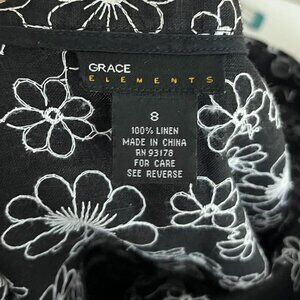 GRACE
ELEMENTS
8
100% LINEN
MADE IN CHINA
RN 93178
FOR CARE
SEE REVERSE